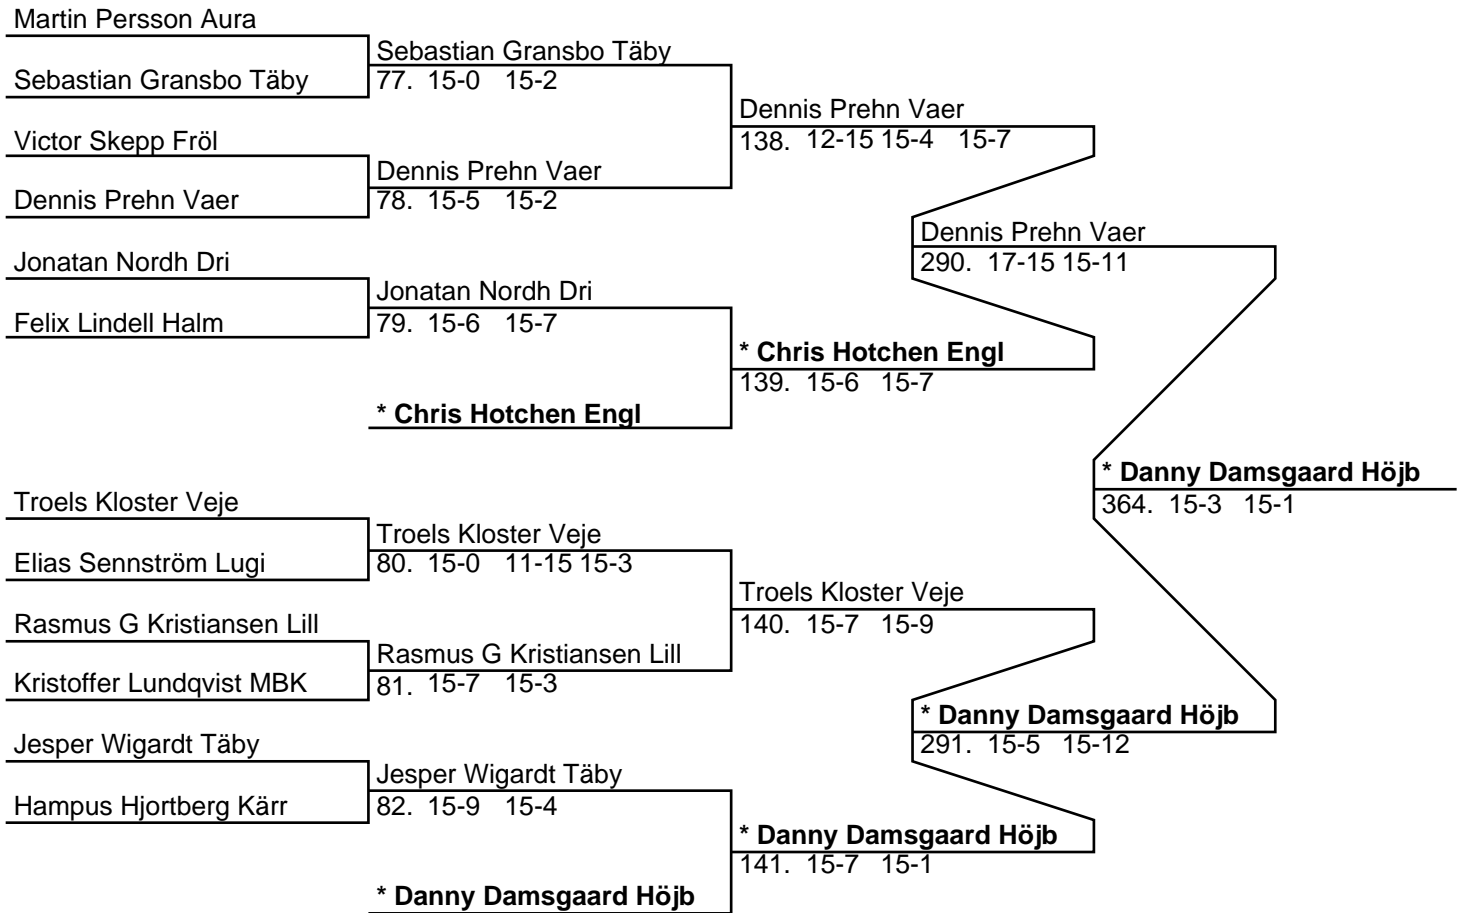 Martin Persson Aura
Sebastian Gransbo Täby
Sebastian Gransbo Täby
77. 15-0 15-2
Dennis Prehn Vaer
138. 12-15 15-4 15-7
Victor Skepp Fröl
Dennis Prehn Vaer
Dennis Prehn Vaer
78. 15-5 15-2
Dennis Prehn Vaer
290. 17-15 15-11
Jonatan Nordh Dri
Felix Lindell Halm
Jonatan Nordh Dri
79. 15-6 15-7
* Chris Hotchen Engl
139. 15-6 15-7
* Chris Hotchen Engl
* Danny Damsgaard Höjb
364. 15-3 15-1
Troels Kloster Veje
Elias Sennström Lugi
Troels Kloster Veje
80. 15-0 11-15 15-3
Troels Kloster Veje
140. 15-7 15-9
Rasmus G Kristiansen Lill
Kristoffer Lundqvist MBK
Rasmus G Kristiansen Lill
81. 15-7 15-3
* Danny Damsgaard Höjb
291. 15-5 15-12
Jesper Wigardt Täby
Hampus Hjortberg Kärr
Jesper Wigardt Täby
82. 15-9 15-4
* Danny Damsgaard Höjb
141. 15-7 15-1
* Danny Damsgaard Höjb